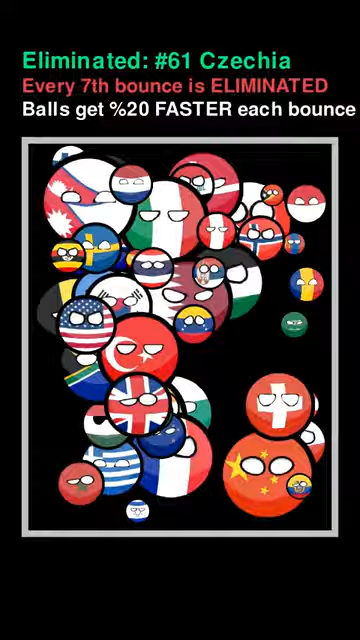 Eliminated: #61 Czechia
Every 7th bounce is ELIMINATED
Balls get %20 FASTER each bounce